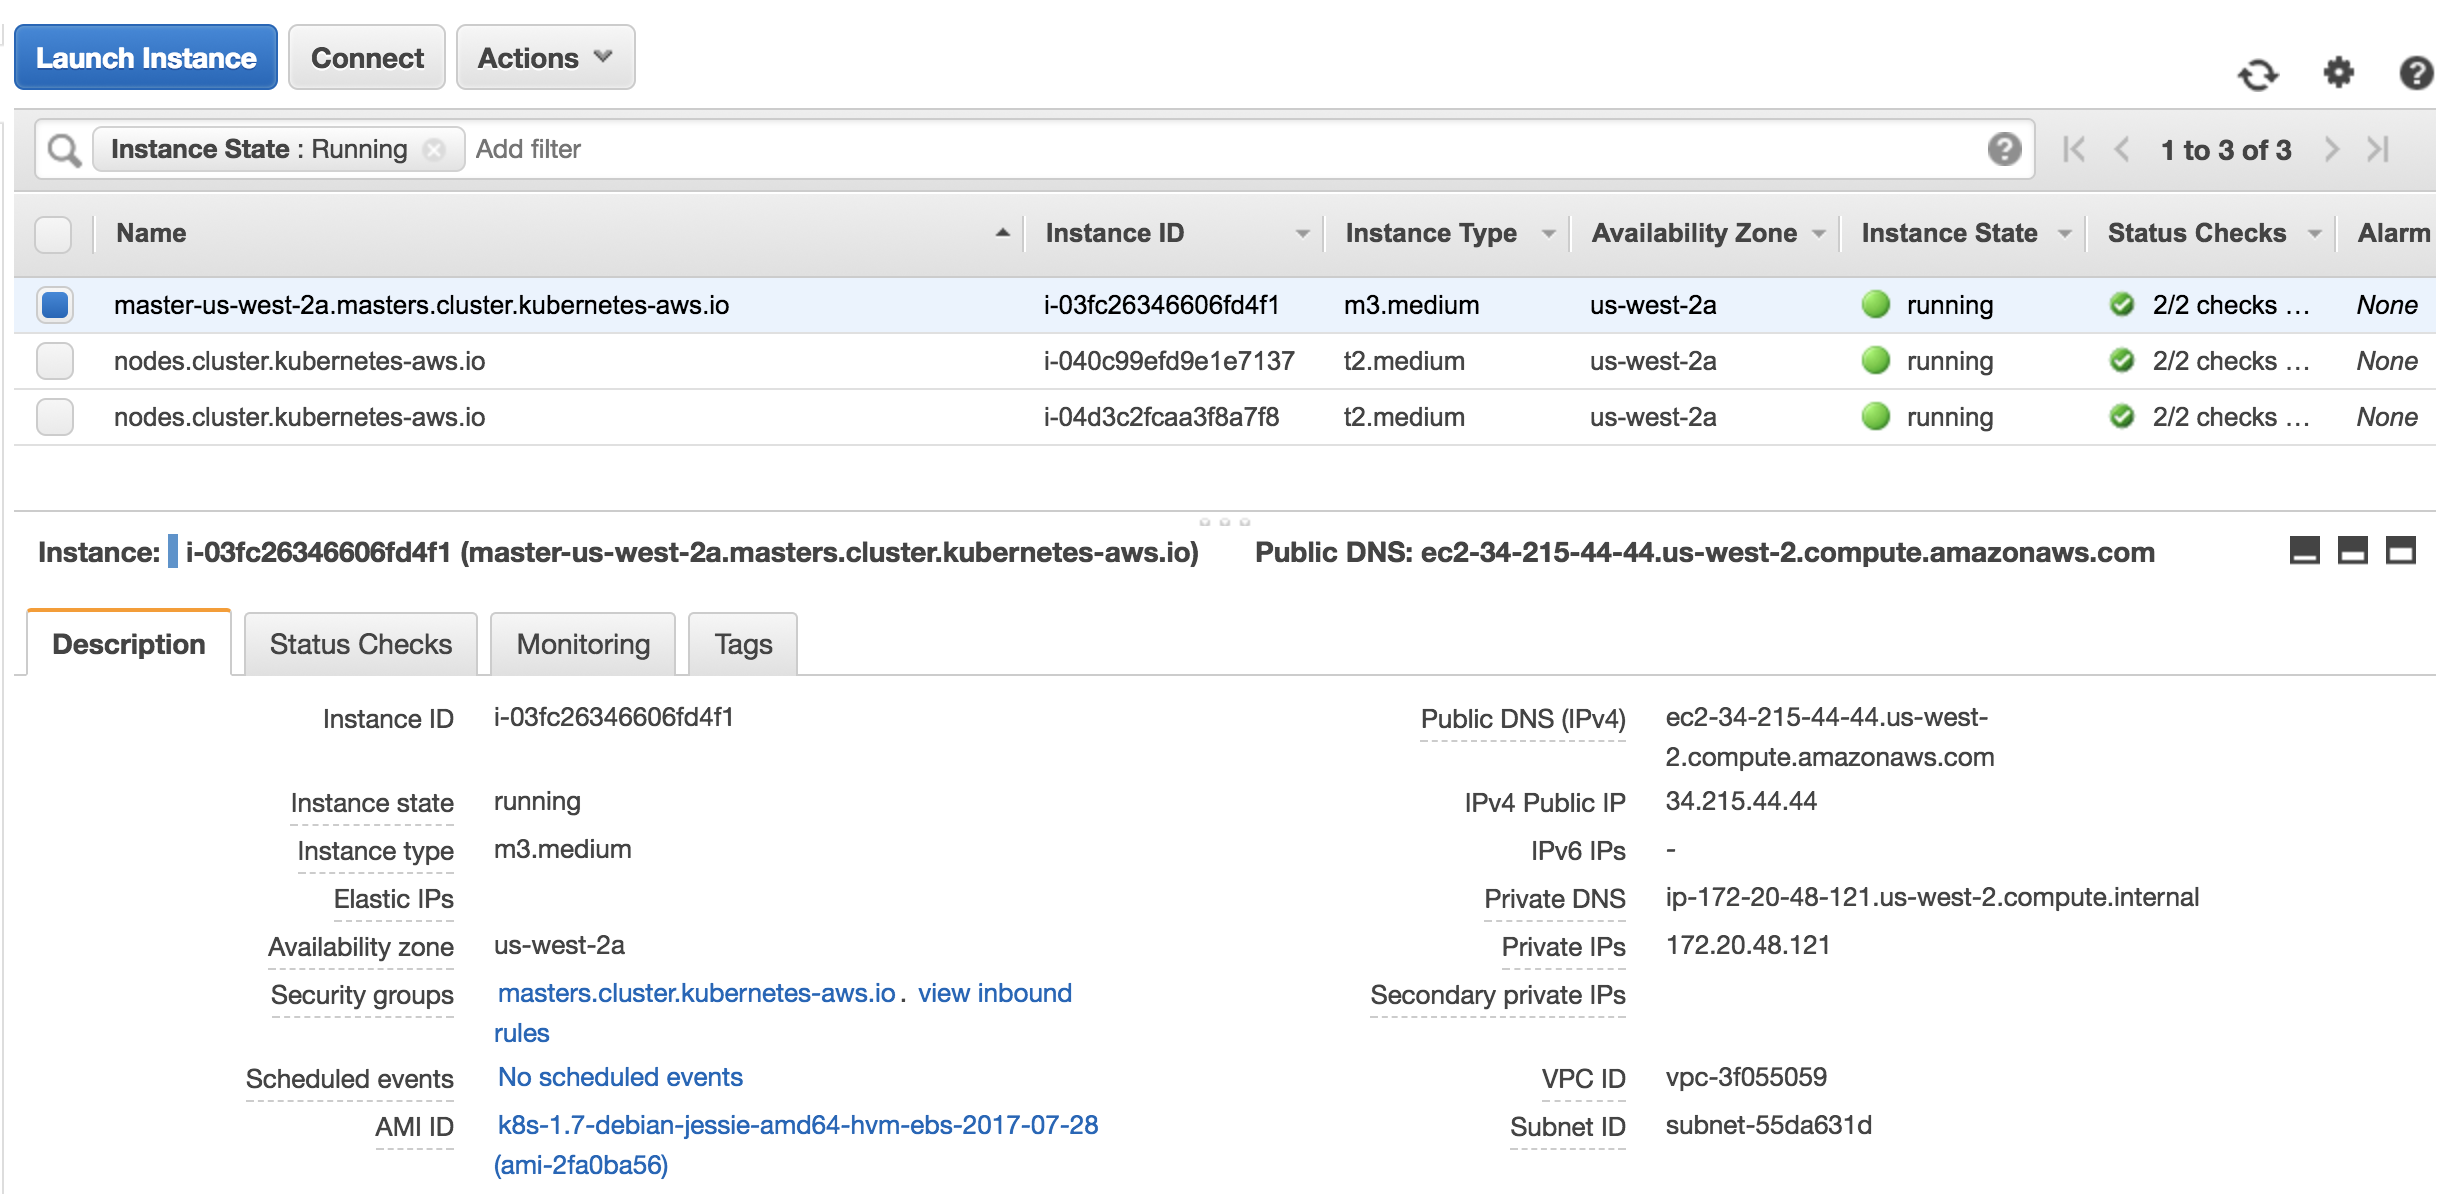 Launch Instance Connect Actions
Instance State : Running Add filter 1 to 3 of 3
Name Instance ID Instance Type Availability Zone Instance State Status Checks Alarm
master-us-west-2a.masters.cluster.kubernetes-aws.io i-03fc26346606fd4f1 m3.medium us-west-2a running 2/2 checks … None
nodes.cluster.kubernetes-aws.io i-040c99efd9e1e7137 t2.medium us-west-2a running 2/2 checks … None
nodes.cluster.kubernetes-aws.io i-04d3c2fcaa3f8a7f8 t2.medium us-west-2a running 2/2 checks … None
Instance: i-03fc26346606fd4f1 (master-us-west-2a.masters.cluster.kubernetes-aws.io) Public DNS: ec2-34-215-44-44.us-west-2.compute.amazonaws.com
Description Status Checks Monitoring Tags
Instance ID i-03fc26346606fd4f1 Public DNS (IPv4) ec2-34-215-44-44.us-west-
2.compute.amazonaws.com
Instance state running IPv4 Public IP 34.215.44.44
Instance type m3.medium IPv6 IPs -
Elastic IPs Private DNS ip-172-20-48-121.us-west-2.compute.internal
Availability zone us-west-2a Private IPs 172.20.48.121
Security groups masters.cluster.kubernetes-aws.io . view inbound Secondary private IPs
rules
Scheduled events No scheduled events VPC ID vpc-3f055059
AMI ID k8s-1.7-debian-jessie-amd64-hvm-ebs-2017-07-28 Subnet ID subnet-55da631d
(ami-2fa0ba56)